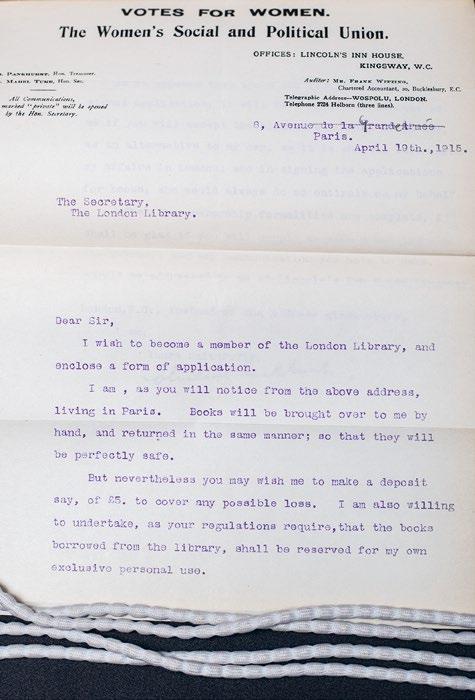 VOTES FOR WOMEN.
The Women's Social and Political Union.
OFFICES: LINCOLN'S INN HOUSE,
KINGSWAY, W.C.
. PANKHURST, Hon. Treasurer.
. MABEL TUKE, Hon. Sec.
Auditor: MR. FRANK WITTING,
Chartered Accountant, 20, Bucklersbury, E.C.
All Communications,
marked "private" will be opened
by the Hon. Secretary.
Telegraphic Address—WOSPOLU, LONDON.
Telephone 2724 Holborn (three lines).
8, Avenue de la Grande Armée
Paris.
April 19th.,1915.
The Secretary,
The London Library.
Dear Sir,
I wish to become a member of the London Library, and
enclose a form of application.
I am , as you will notice from the above address,
living in Paris. Books will be brought over to me by
hand, and returned in the same manner; so that they will
be perfectly safe.
But nevertheless you may wish me to make a deposit
say, of £5. to cover any possible loss. I am also willing
to undertake, as your regulations require,that the books
borrowed from the library, shall be reserved for my own
exclusive personal use.